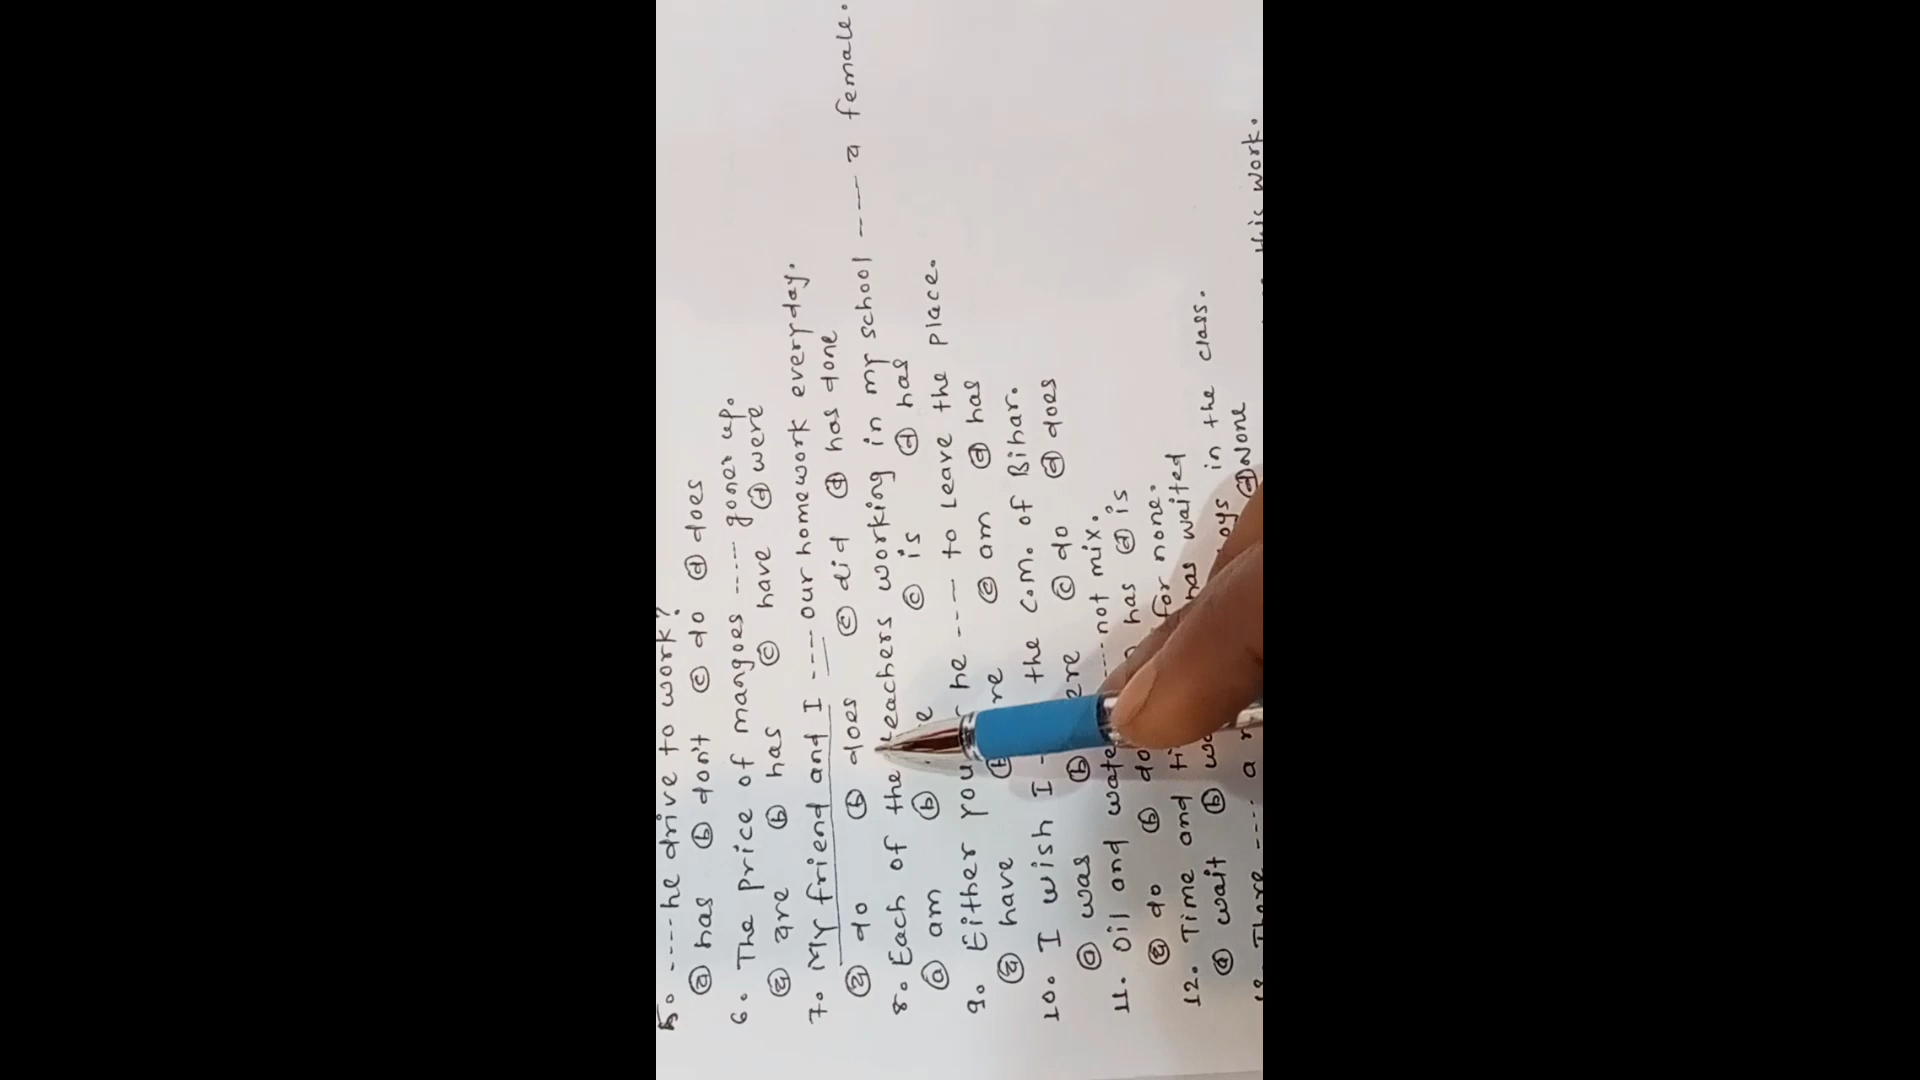 5. ----he drive to work?
ⓐ has ⓑ don't ⓒ do ⓓ does
6. The price of mangoes ----- gone up.
ⓐ are ⓑ has ⓒ have ⓓ were
7. My friend and I ---- our homework everyday.
ⓐ do ⓑ does ⓒ did ⓓ has done
8. Each of the teachers working in my school ---- a female.
ⓐ am ⓑ ⓒ is ⓓ has
9. Either you he --- to leave the place.
ⓐ have ⓑ ⓒ am ⓓ has
10. I wish I - the C.M. of Bihar.
ⓐ was ⓑ ⓒ do ⓓ does
11. Oil and ----not mix.
ⓐ do ⓑ has ⓓ is
12. Time and for none.
ⓐ wait ⓑ has waited
There ---- a in the class.
ⓓ None
this work.